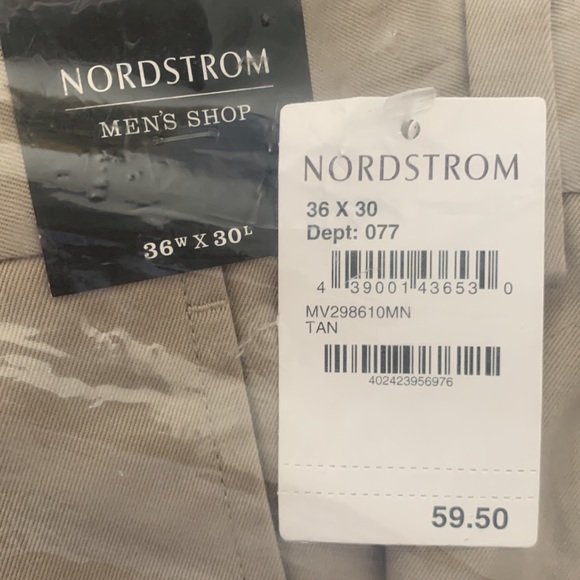 NORDSTROM
MEN'S SHOP
36W X 30L
NORDSTROM
36 X 30
Dept: 077
4 39001 43653 0
MV298610MN
TAN
402423956976
59.50